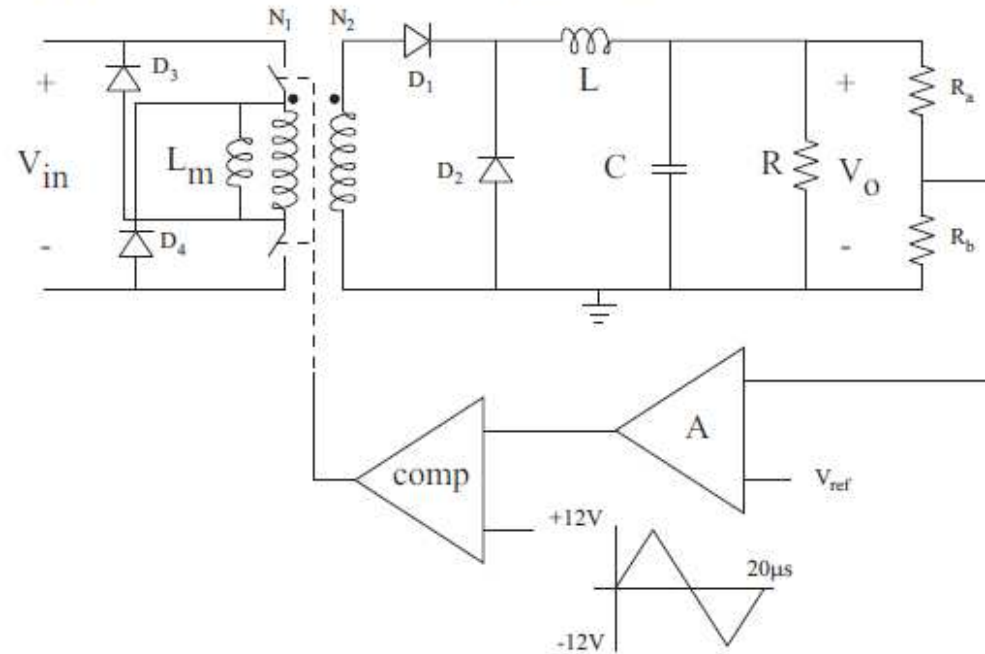 N1 N2
D3
+
D1
L
+
Ra
Vin
Lm
D2
C
R
Vo
-
D4
-
Rb
A
comp
Vref
+12V
20μs
-12V